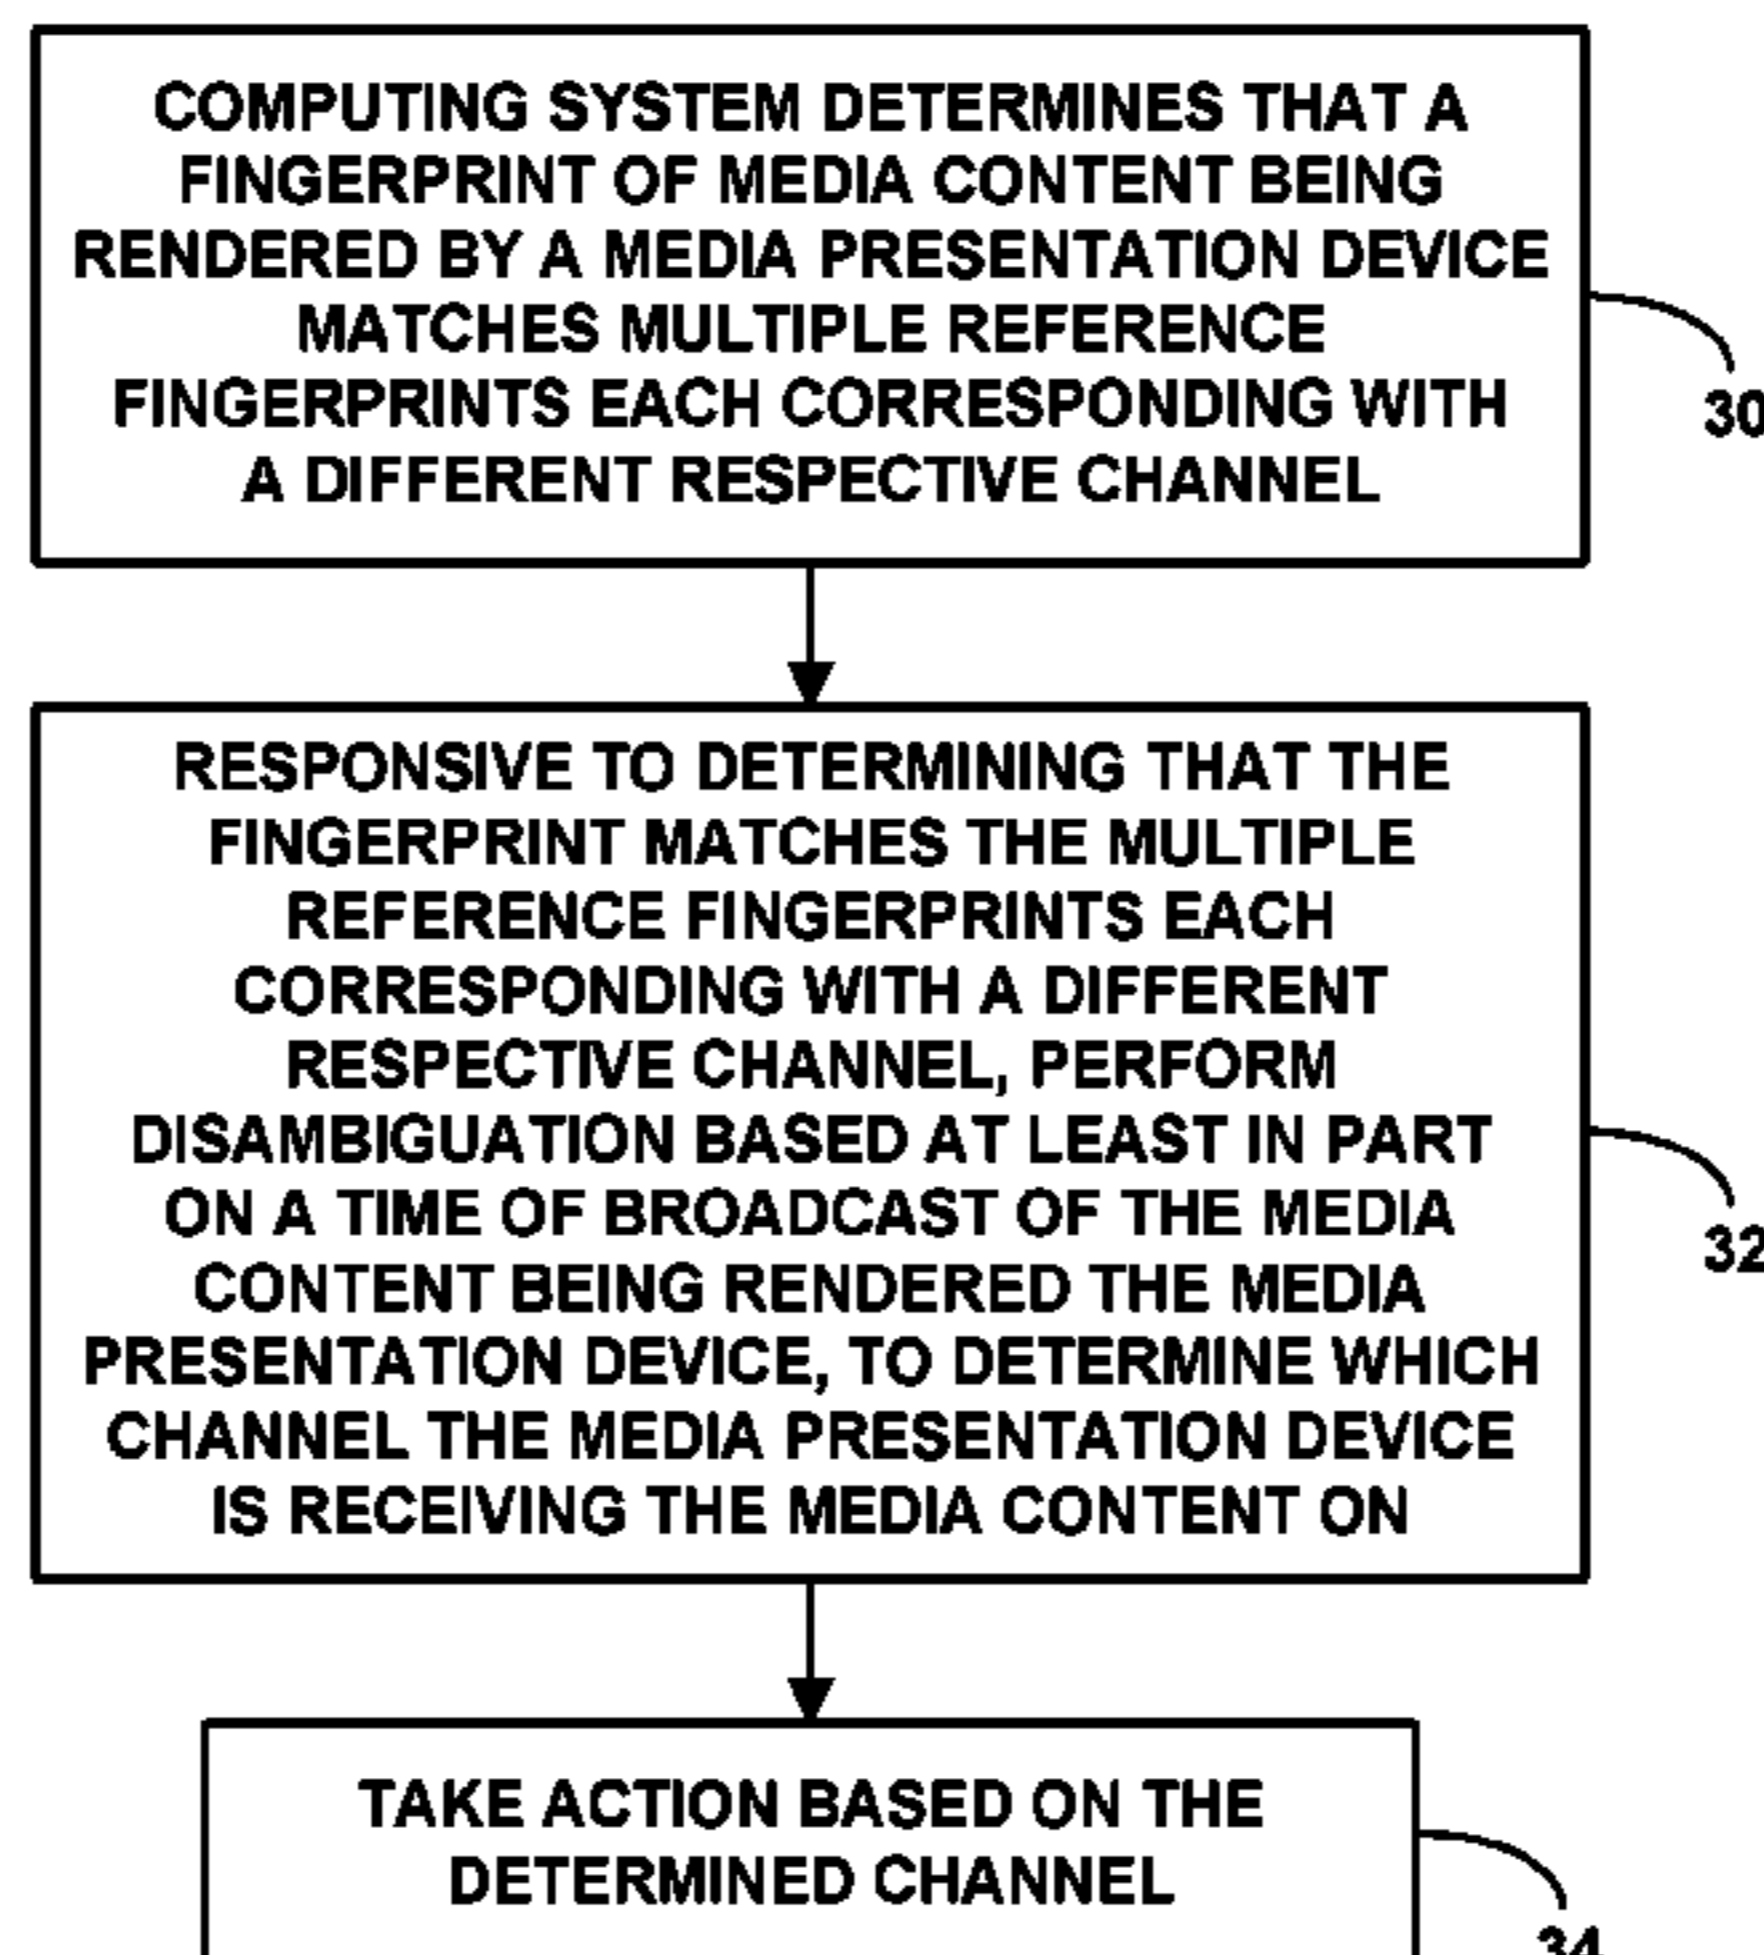 COMPUTING SYSTEM DETERMINES THAT A
FINGERPRINT OF MEDIA CONTENT BEING
RENDERED BY A MEDIA PRESENTATION DEVICE
MATCHES MULTIPLE REFERENCE
FINGERPRINTS EACH CORRESPONDING WITH
A DIFFERENT RESPECTIVE CHANNEL
30
RESPONSIVE TO DETERMINING THAT THE
FINGERPRINT MATCHES THE MULTIPLE
REFERENCE FINGERPRINTS EACH
CORRESPONDING WITH A DIFFERENT
RESPECTIVE CHANNEL, PERFORM
DISAMBIGUATION BASED AT LEAST IN PART
ON A TIME OF BROADCAST OF THE MEDIA
CONTENT BEING RENDERED THE MEDIA
PRESENTATION DEVICE, TO DETERMINE WHICH
CHANNEL THE MEDIA PRESENTATION DEVICE
IS RECEIVING THE MEDIA CONTENT ON
32
TAKE ACTION BASED ON THE
DETERMINED CHANNEL
34